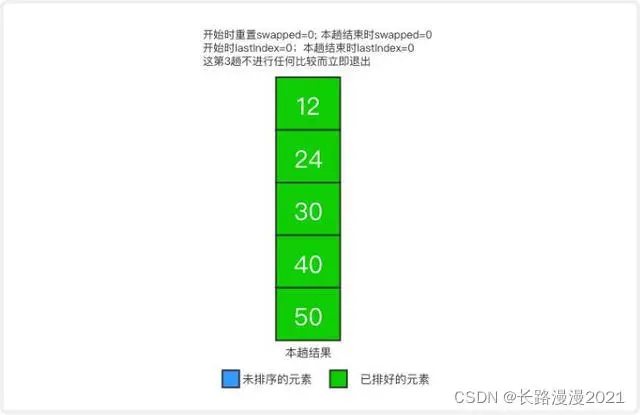 开始时重置swapped=0; 本趟结束时swapped=0
开始时lastIndex=0；本趟结束时lastIndex=0
这第3趟不进行任何比较而立即退出
12
24
30
40
50
本趟结果
未排序的元素 已排好的元素
CSDN @长路漫漫2021